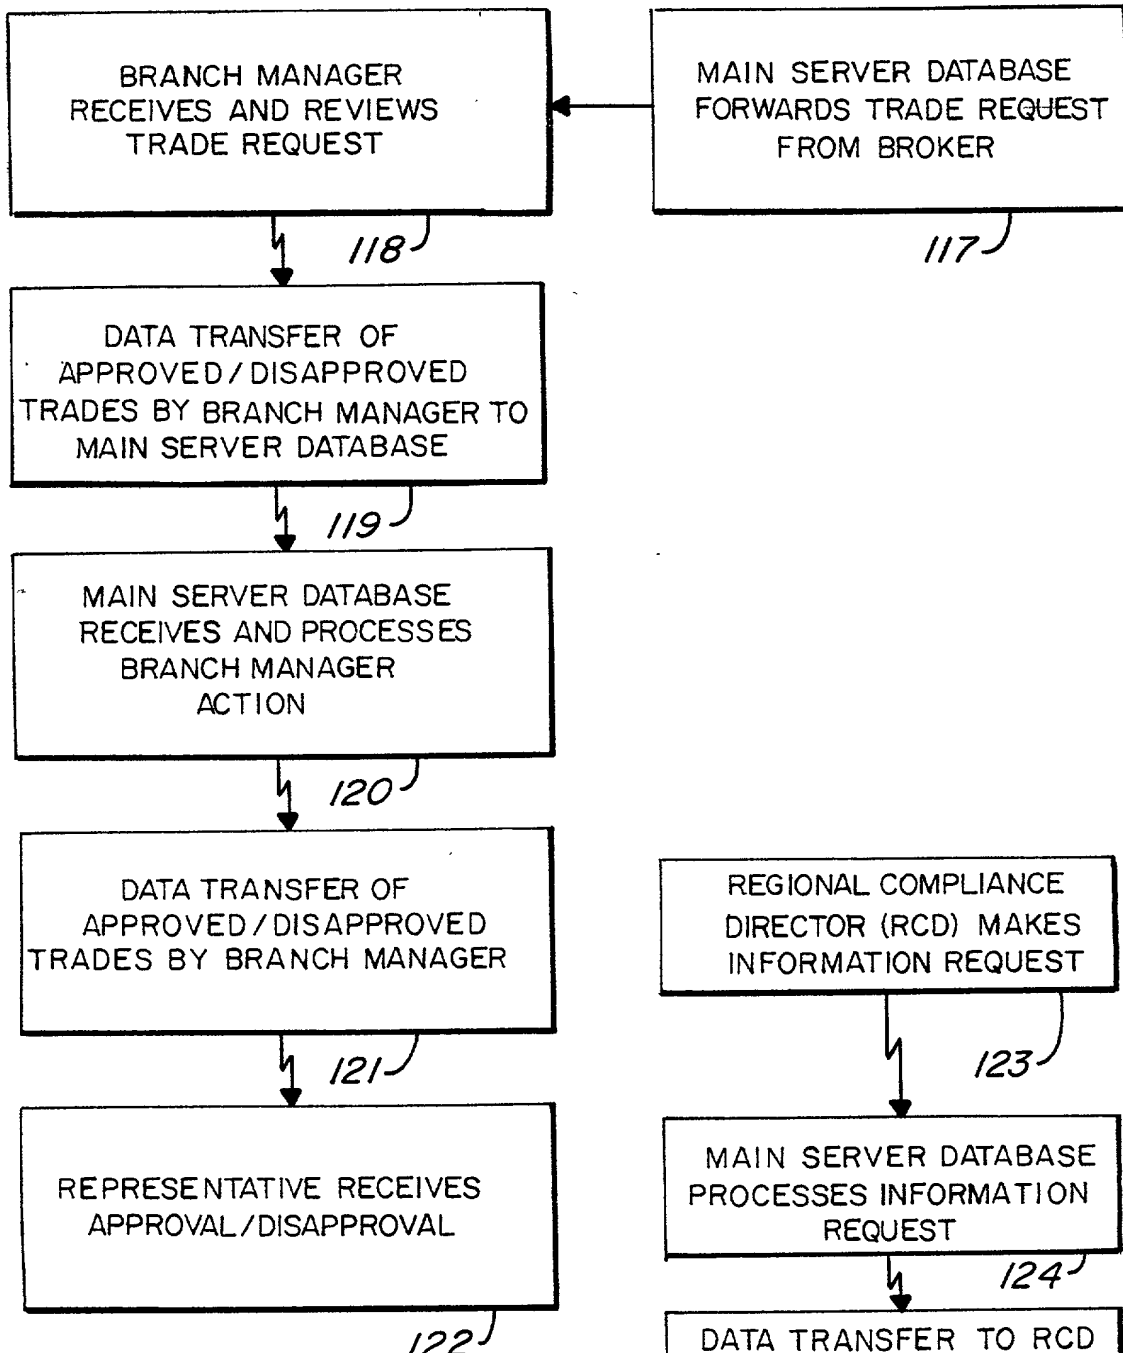 BRANCH MANAGER
RECEIVES AND REVIEWS
TRADE REQUEST
118
MAIN SERVER DATABASE
FORWARDS TRADE REQUEST
FROM BROKER
117
DATA TRANSFER OF
APPROVED/DISAPPROVED
TRADES BY BRANCH MANAGER TO
MAIN SERVER DATABASE
119
MAIN SERVER DATABASE
RECEIVES AND PROCESSES
BRANCH MANAGER
ACTION
120
DATA TRANSFER OF
APPROVED/DISAPPROVED
TRADES BY BRANCH MANAGER
121
REPRESENTATIVE RECEIVES
APPROVAL/DISAPPROVAL
122
REGIONAL COMPLIANCE
DIRECTOR (RCD) MAKES
INFORMATION REQUEST
123
MAIN SERVER DATABASE
PROCESSES INFORMATION
REQUEST
124
DATA TRANSFER TO RCD